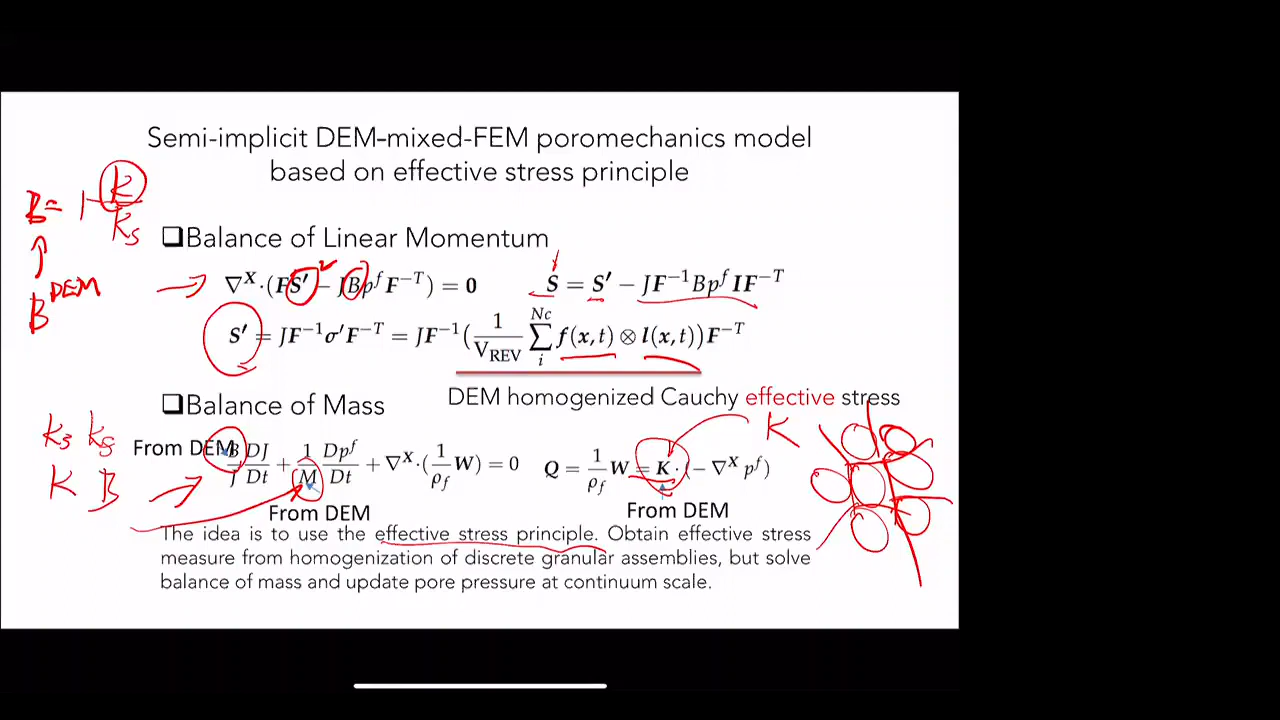 Semi-implicit DEM-mixed-FEM poromechanics model
based on effective stress principle
B = 1 - K / Ks
❑Balance of Linear Momentum
∇^X·(FS′ − JBp^f F^{−T}) = 0    S = S′ − JF^{−1}Bp^f IF^{−T}
B^DEM
S′ = JF^{−1}σ′F^{−T} = JF^{−1}(1/V_REV ∑_i^{Nc} f(x,t) ⊗ l(x,t))F^{−T}
DEM homogenized Cauchy effective stress
❑Balance of Mass
K
Ks Ks
From DEM
B/J DJ/Dt + 1/M Dp^f/Dt + ∇^X·(1/ρ_f W) = 0    Q = 1/ρ_f W = K·(−∇^X p^f)
K B
From DEM
From DEM
The idea is to use the effective stress principle. Obtain effective stress
measure from homogenization of discrete granular assemblies, but solve
balance of mass and update pore pressure at continuum scale.